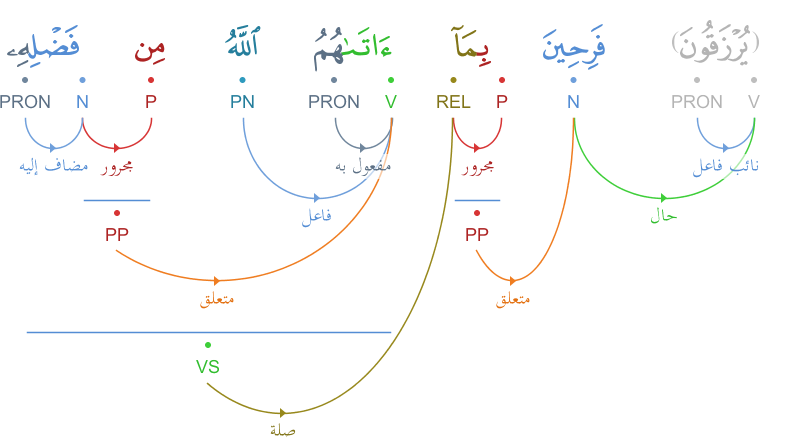 (يُرْزَقُونَ) فَرِحِينَ بِمَآ ءَاتَىٰهُمُ ٱللَّهُ مِن فَضْلِهِۦ
V PRON N P REL V PRON PN P N PRON
نائب فاعل مجرور مفعول به مجرور مضاف إليه
حال فاعل
PP PP
متعلق متعلق
VS
صلة